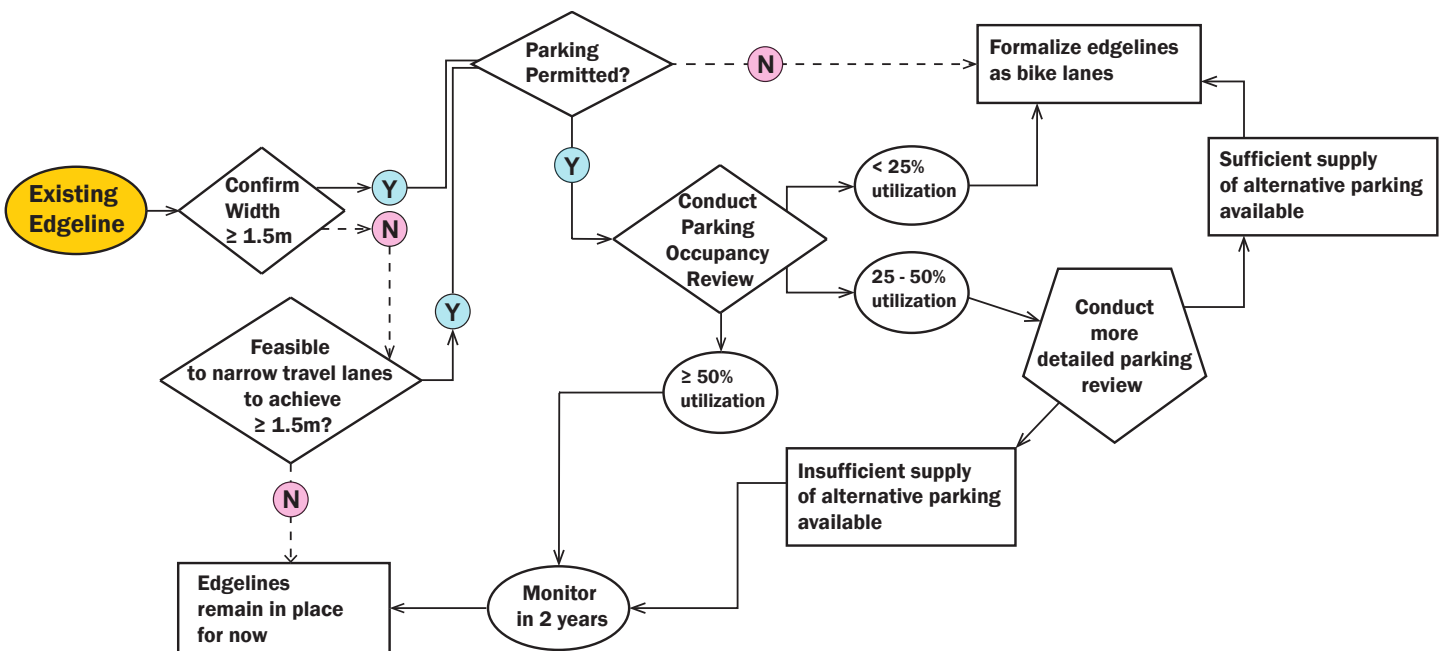 Existing
Edgeline
Confirm
Width
≥ 1.5m
Y
N
Feasible
to narrow travel lanes
to achieve
≥ 1.5m?
Y
N
Edgelines
remain in place
for now
Parking
Permitted?
N
Y
Formalize edgelines
as bike lanes
Conduct
Parking
Occupancy
Review
< 25%
utilization
25 - 50%
utilization
≥ 50%
utilization
Conduct
more
detailed parking
review
Sufficient supply
of alternative parking
available
Insufficient supply
of alternative parking
available
Monitor
in 2 years